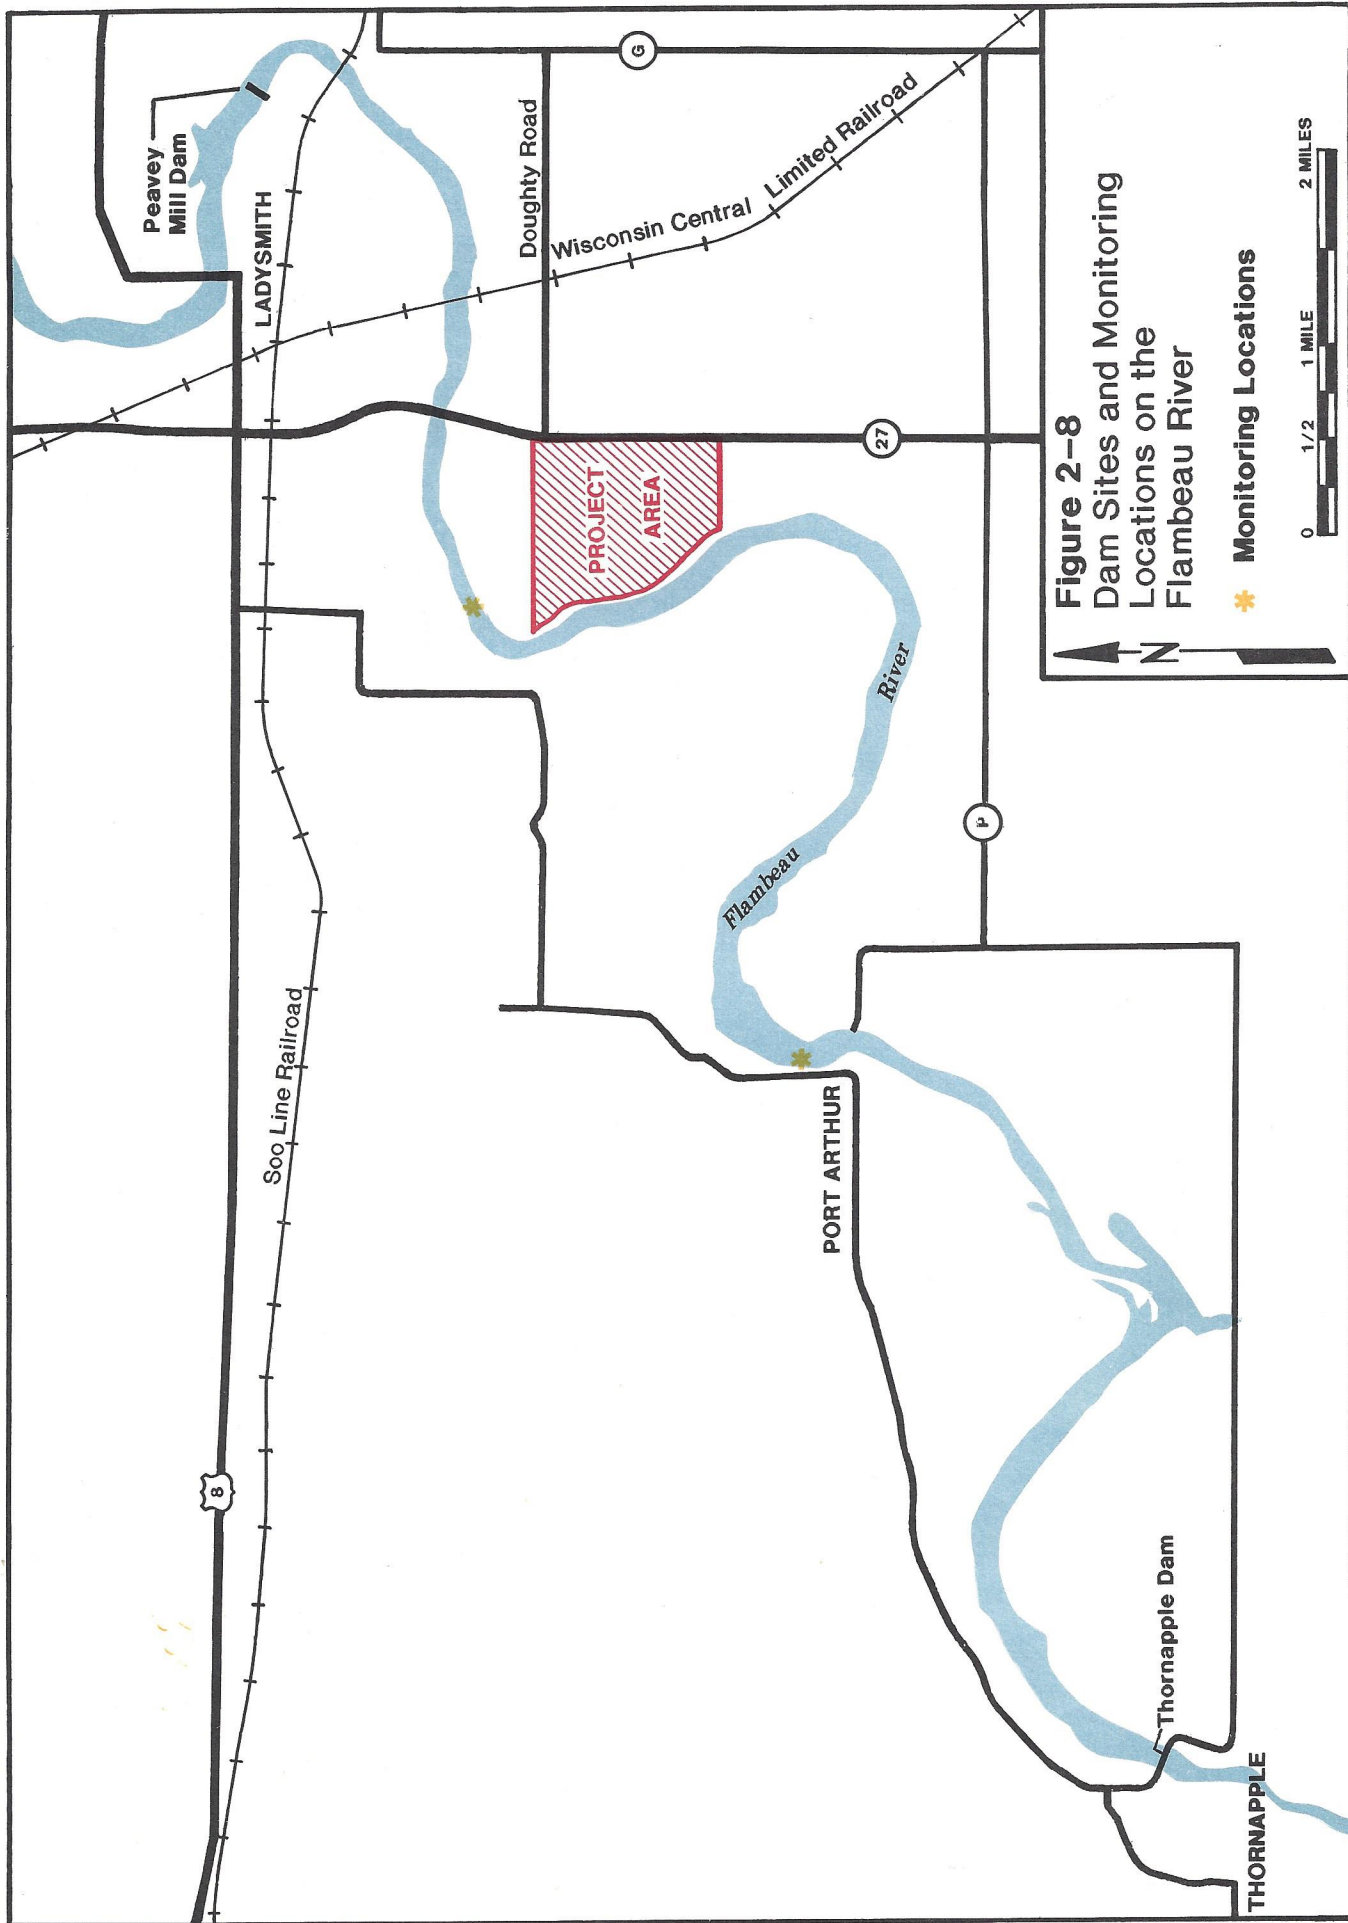 Peavey
Mill Dam
LADYSMITH
Doughty Road
G
Wisconsin Central Limited Railroad
PROJECT
AREA
27
8
Soo Line Railroad
Flambeau River
P
PORT ARTHUR
Thornapple Dam
THORNAPPLE
Figure 2-8
Dam Sites and Monitoring
Locations on the
Flambeau River
N
* Monitoring Locations
0 1/2 1 MILE 2 MILES